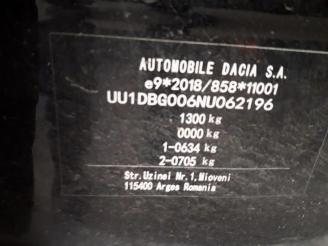 AUTOMOBILE DACIA S.A.
e9*2018/858*11001
UU1DBG006NU062196
1300 kg
0000 kg
1-0634 kg
2-0705 kg
Str.Uzinei Nr.1,Mioveni
115400 Arges Romania